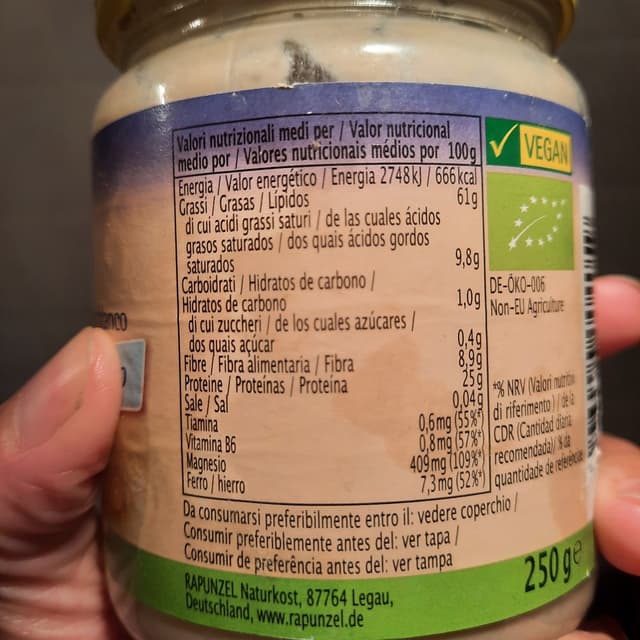 Valori nutrizionali medi per / Valor nutricional
medio por / Valores nutricionais médios por 100g
Energia / Valor energético / Energia 2748kJ / 666kcal
Grassi / Grasas / Lípidos 61g
di cui acidi grassi saturi / de las cuales ácidos
grasos saturados / dos quais ácidos gordos
saturados 9,8g
Carboidrati / Hidratos de carbono /
Hidratos de carbono 1,0g
di cui zuccheri / de los cuales azúcares /
dos quais açúcar 0,4g
Fibre / Fibra alimentaria / Fibra 8,9g
Proteine / Proteínas / Proteína 25g
Sale / Sal 0,04g
Tiamina 0,6mg (55%*)
Vitamina B6 0,8mg (57%*)
Magnesio 409mg (109%*)
Ferro / hierro 7,3mg (52%*)
Da consumarsi preferibilmente entro il: vedere coperchio /
Consumir preferiblemente antes del: ver tapa /
Consumir de preferência antes del: ver tampa
RAPUNZEL Naturkost, 87764 Legau,
Deutschland, www.rapunzel.de
VEGAN
DE-ÖKO-006
Non-EU Agriculture
*% NRV (Valori nutritivi
di riferimento) / de la
CDR (Cantidad diaria
recomendada)/ % da
quantidade de referência
250 g e